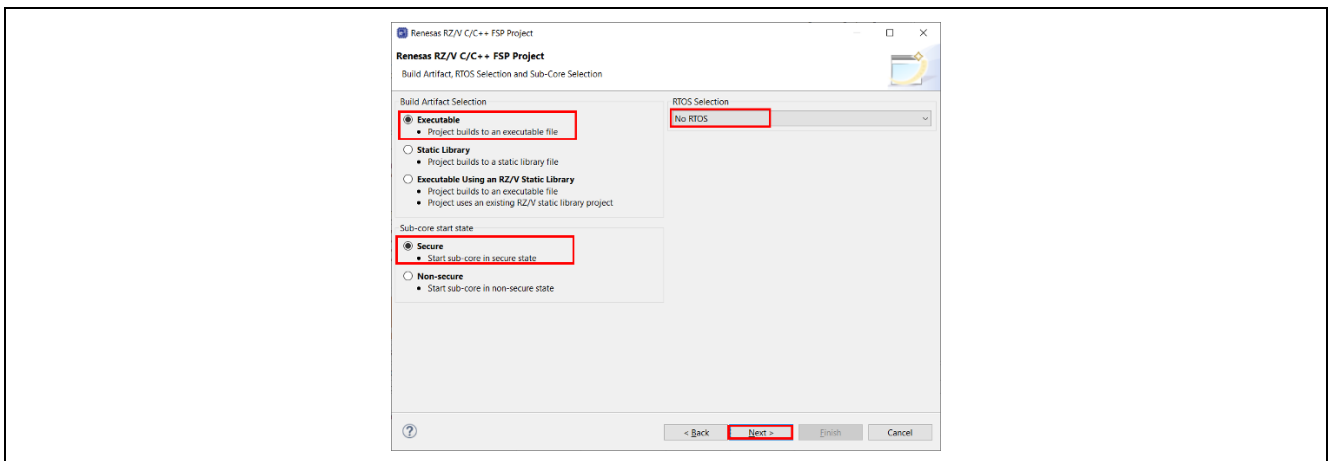 Renesas RZ/V C/C++ FSP Project
Renesas RZ/V C/C++ FSP Project
Build Artifact, RTOS Selection and Sub-Core Selection
Build Artifact Selection
Executable
• Project builds to an executable file
Static Library
• Project builds to a static library file
Executable Using an RZ/V Static Library
• Project builds to an executable file
• Project uses an existing RZ/V static library project
Sub-core start state
Secure
• Start sub-core in secure state
Non-secure
• Start sub-core in non-secure state
RTOS Selection
No RTOS
?
< Back Next > Finish Cancel